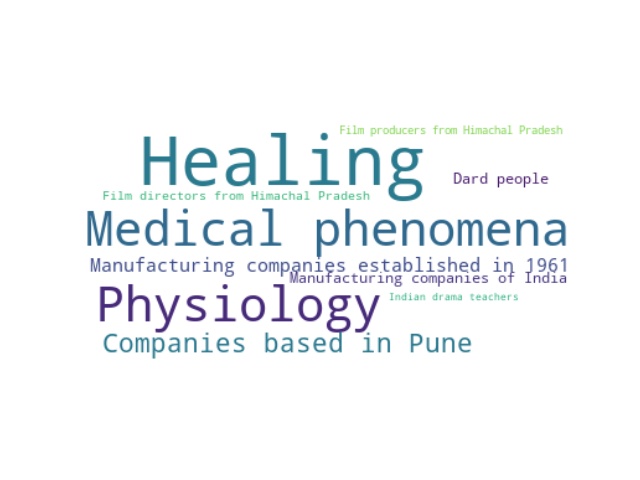 Film producers from Himachal Pradesh
Healing
Dard people
Film directors from Himachal Pradesh
Medical phenomena
Manufacturing companies established in 1961
Manufacturing companies of India
Physiology
Indian drama teachers
Companies based in Pune